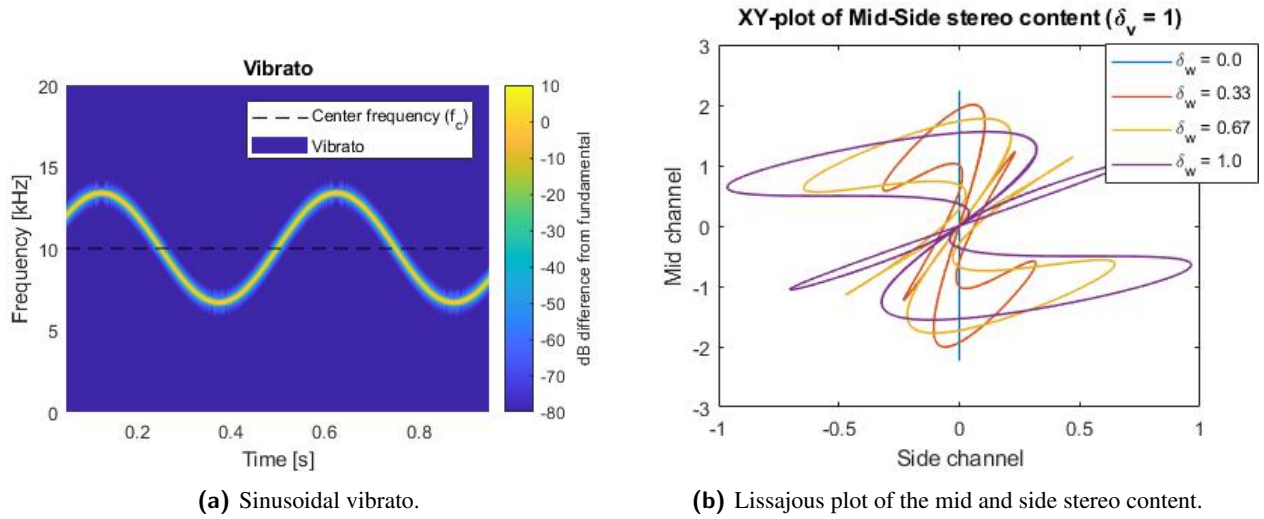 Vibrato
20
15
10
5
0
Frequency [kHz]
0.2
0.4
0.6
0.8
Time [s]
Center frequency (f_c)
Vibrato
10
0
-10
-20
-30
-40
-50
-60
-70
-80
dB difference from fundamental
(a) Sinusoidal vibrato.
XY-plot of Mid-Side stereo content (δ_v = 1)
3
2
1
0
-1
-2
-3
Mid channel
-1
-0.5
0
0.5
1
Side channel
δ_w = 0.0
δ_w = 0.33
δ_w = 0.67
δ_w = 1.0
(b) Lissajous plot of the mid and side stereo content.